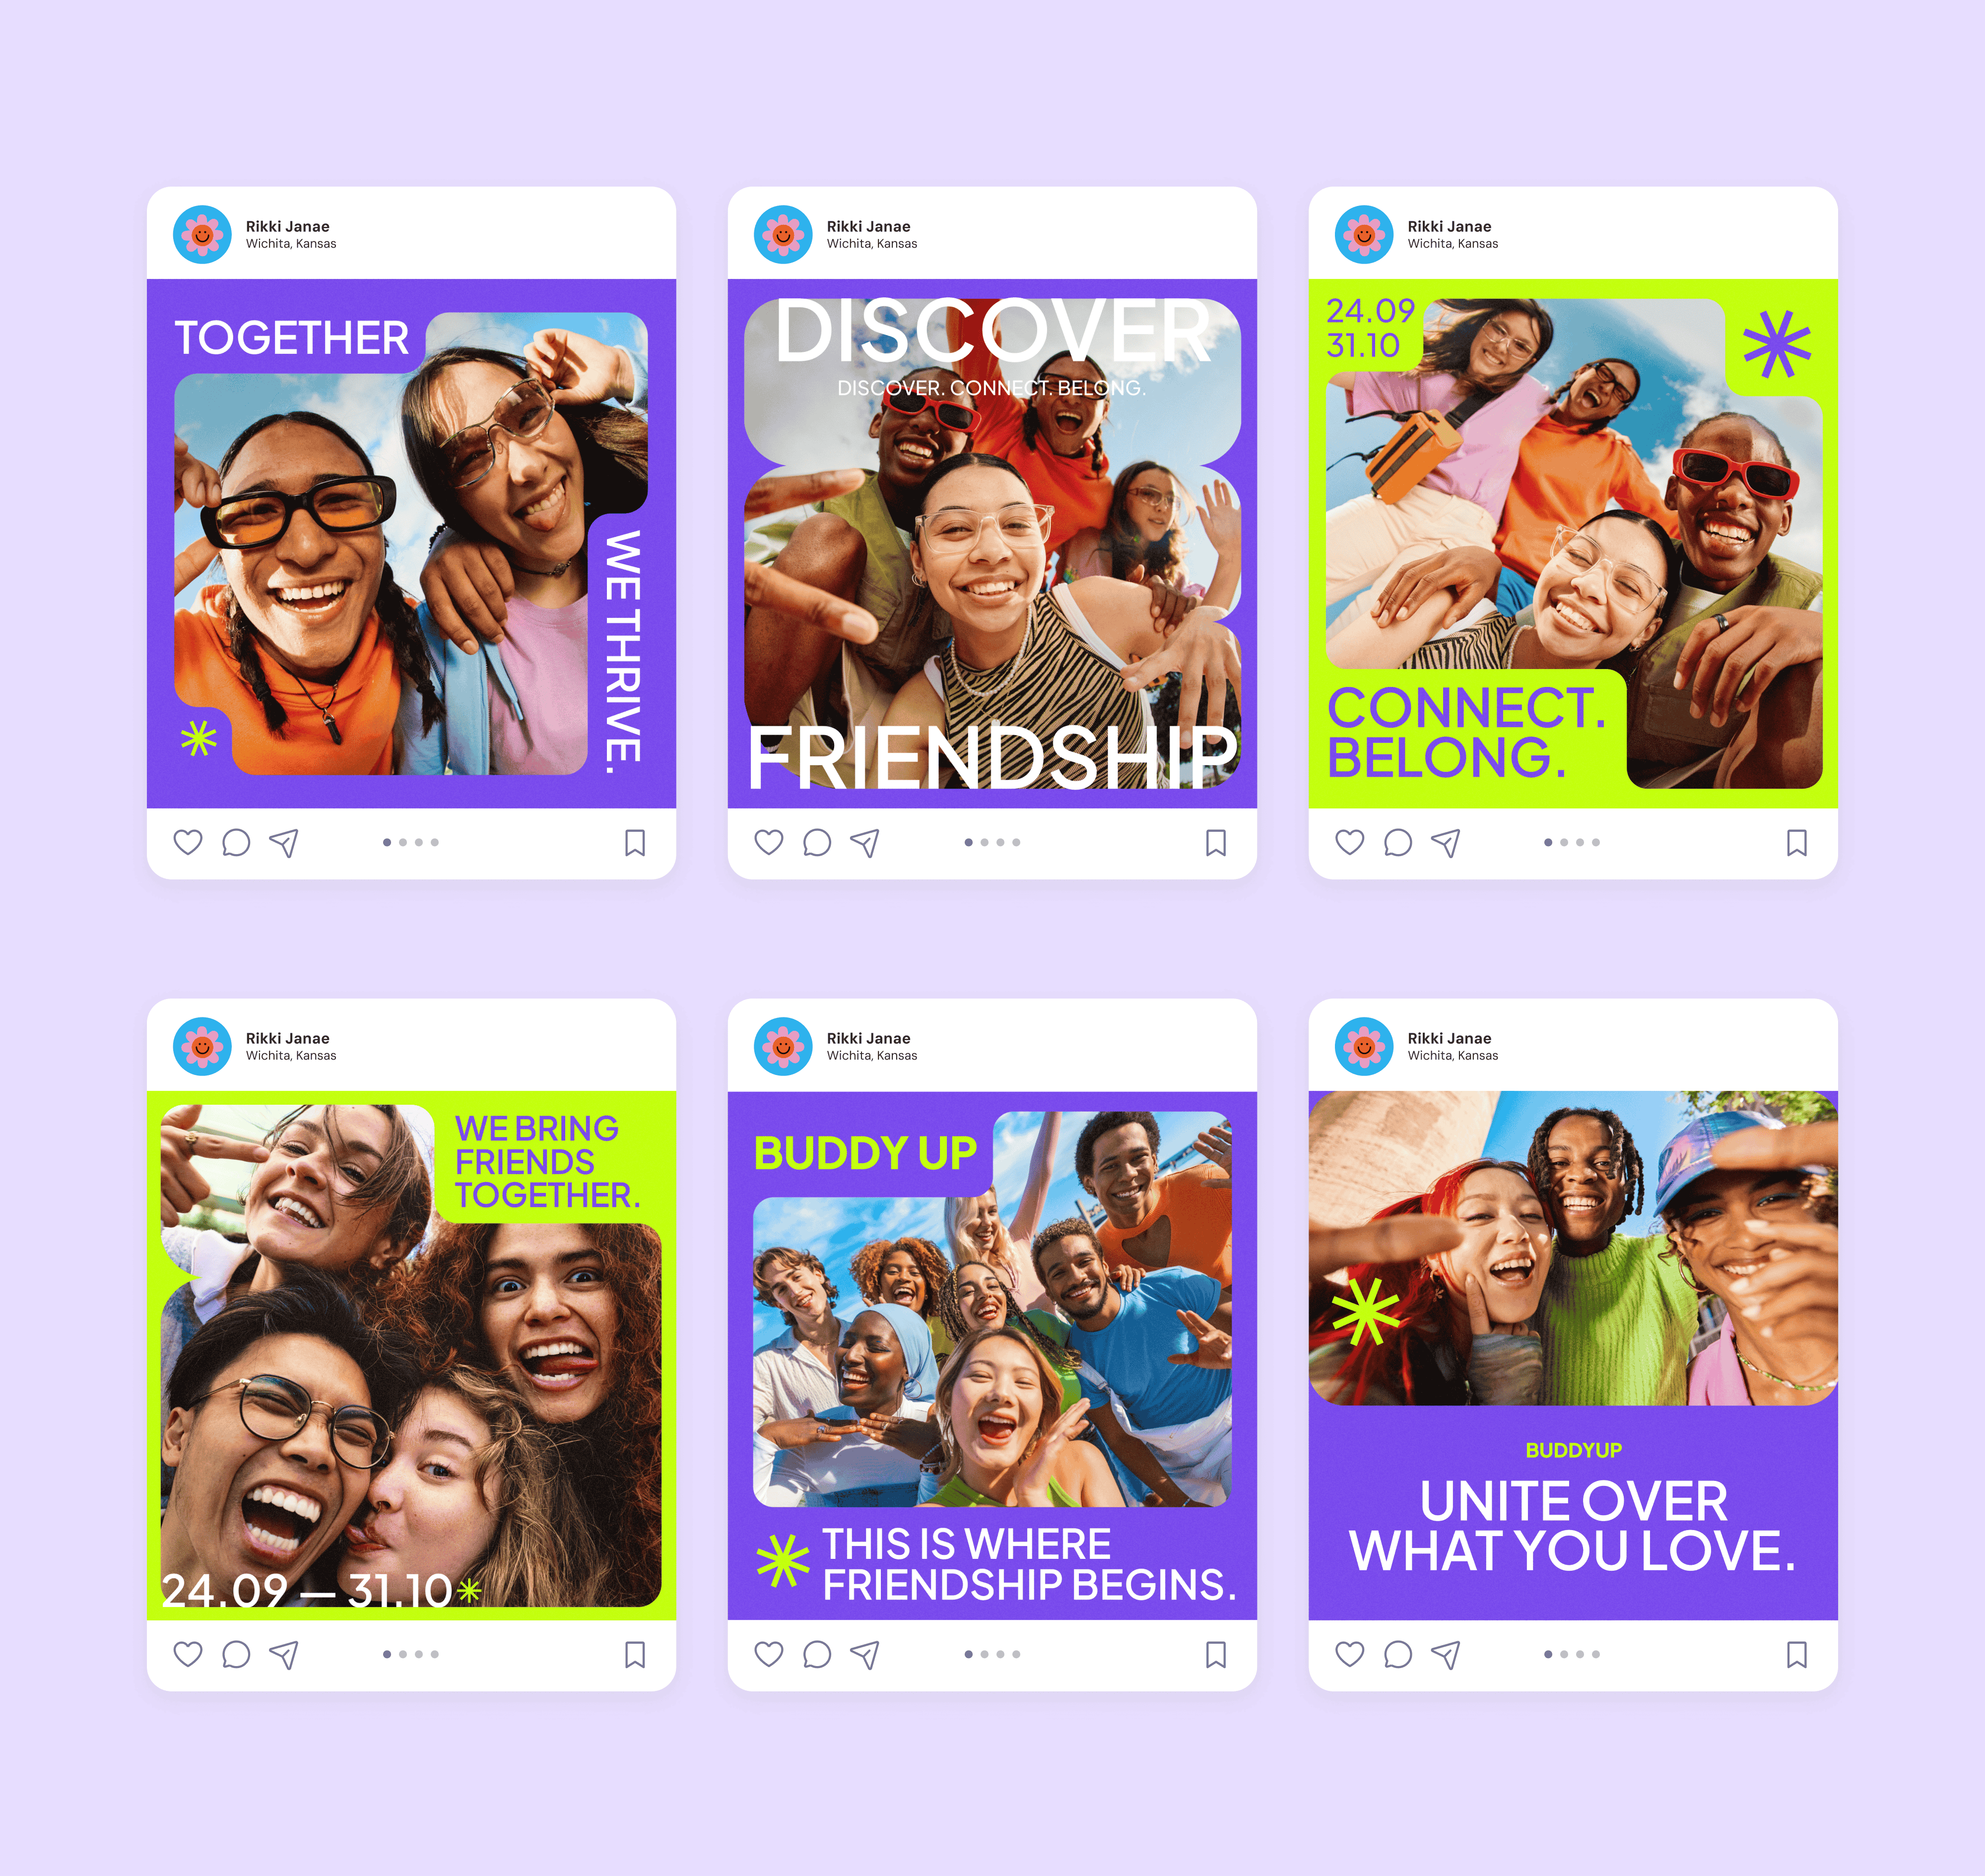 Rikki Janae
Wichita, Kansas
TOGETHER
WE THRIVE.
Rikki Janae
Wichita, Kansas
DISCOVER
DISCOVER. CONNECT. BELONG.
FRIENDSHIP
Rikki Janae
Wichita, Kansas
24.09
31.10
CONNECT.
BELONG.
Rikki Janae
Wichita, Kansas
WE BRING
FRIENDS
TOGETHER.
24.09 — 31.10
Rikki Janae
Wichita, Kansas
BUDDY UP
THIS IS WHERE
FRIENDSHIP BEGINS.
Rikki Janae
Wichita, Kansas
BUDDYUP
UNITE OVER
WHAT YOU LOVE.